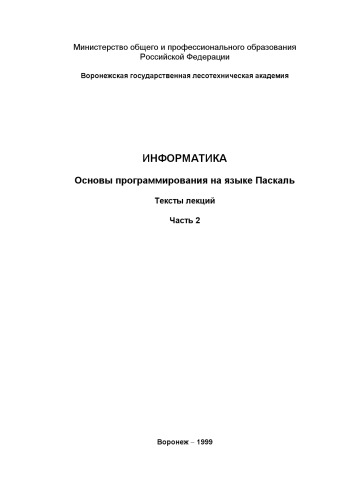 Министерство общего и профессионального образования
Российской Федерации
Воронежская государственная лесотехническая академия
ИНФОРМАТИКА
Основы программирования на языке Паскаль
Тексты лекций
Часть 2
Воронеж – 1999